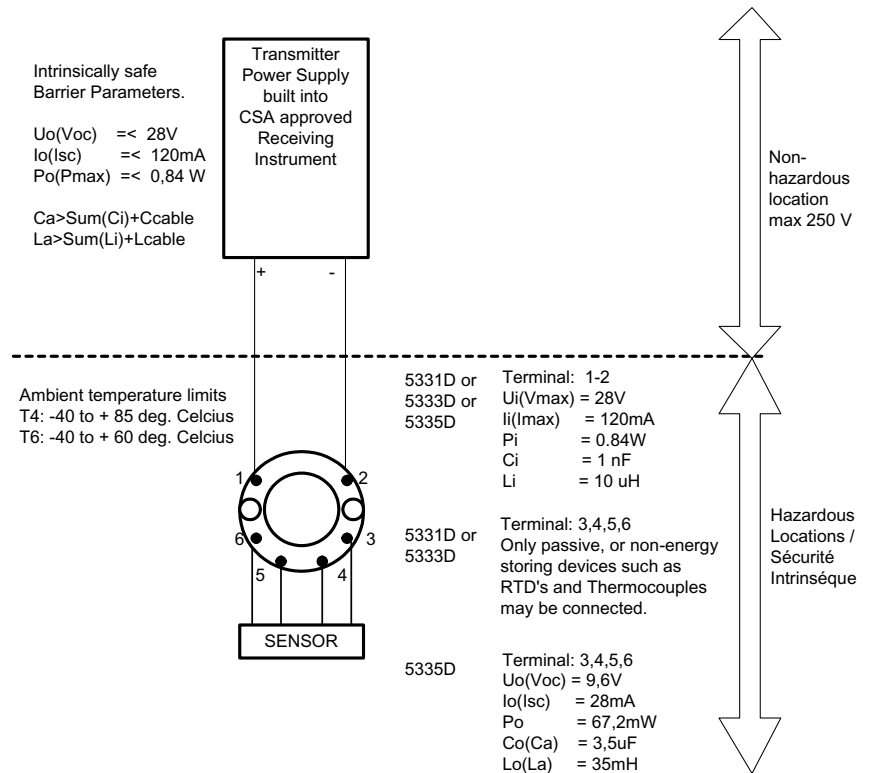 Transmitter
Power Supply
built into
CSA approved
Receiving
Instrument
Intrinsically safe
Barrier Parameters.
Uo(Voc) =< 28V
Io(Isc) =< 120mA
Po(Pmax) =< 0,84 W
Ca>Sum(Ci)+Ccable
La>Sum(Li)+Lcable
+ -
Non-
hazardous
location
max 250 V
Ambient temperature limits
T4: -40 to + 85 deg. Celcius
T6: -40 to + 60 deg. Celcius
1 2
6 3
5 4
SENSOR
5331D or
5333D or
5335D
Terminal: 1-2
Ui(Vmax) = 28V
Ii(Imax) = 120mA
Pi = 0.84W
Ci = 1 nF
Li = 10 uH
5331D or
5333D
Terminal: 3,4,5,6
Only passive, or non-energy
storing devices such as
RTD's and Thermocouples
may be connected.
5335D
Terminal: 3,4,5,6
Uo(Voc) = 9,6V
Io(Isc) = 28mA
Po = 67,2mW
Co(Ca) = 3,5uF
Lo(La) = 35mH
Hazardous
Locations /
Sécurité
Intrinséque